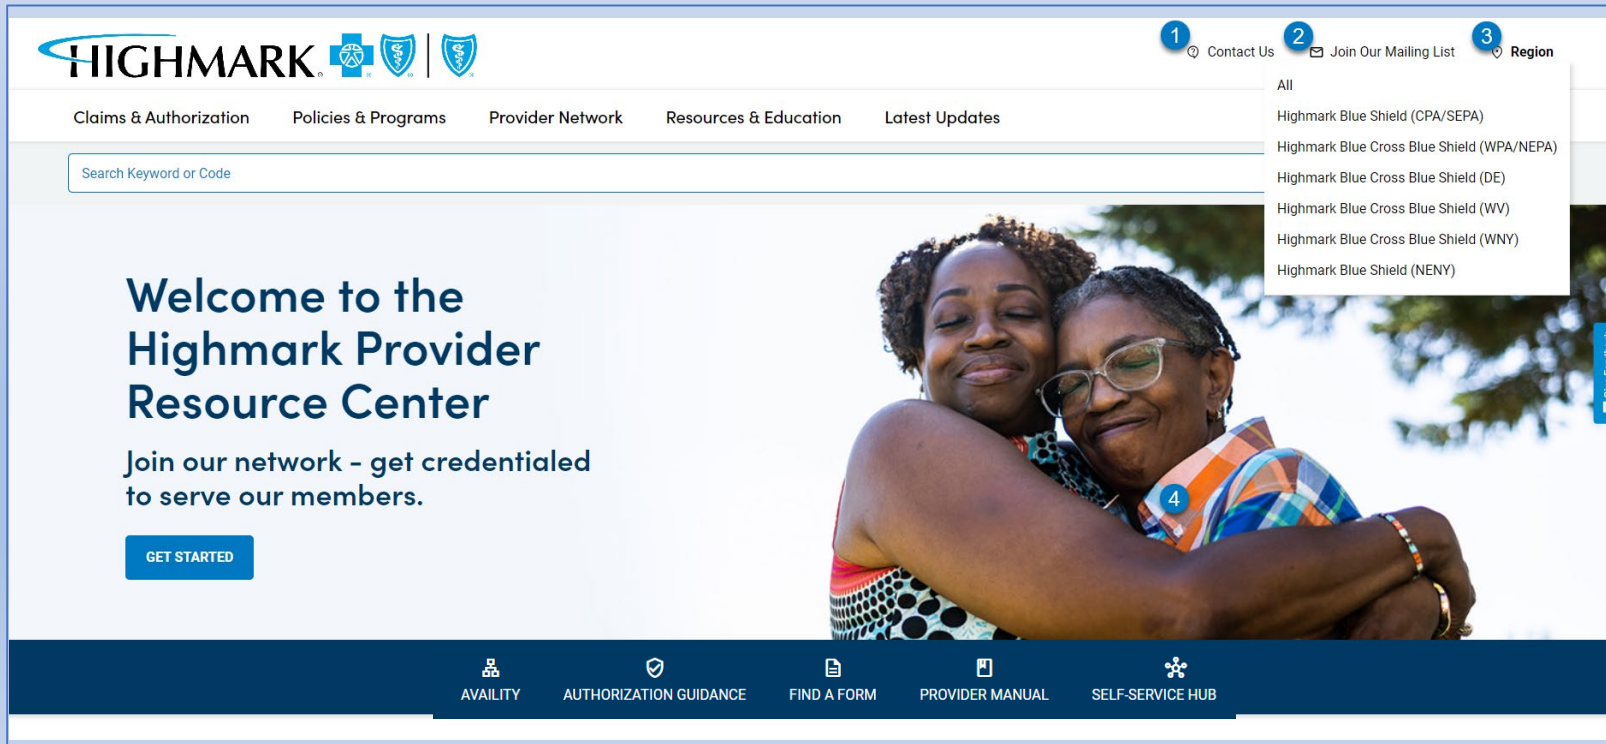 HIGHMARK
1
Contact Us
2
Join Our Mailing List
3
Region
All
Highmark Blue Shield (CPA/SEPA)
Highmark Blue Cross Blue Shield (WPA/NEPA)
Highmark Blue Cross Blue Shield (DE)
Highmark Blue Cross Blue Shield (WV)
Highmark Blue Cross Blue Shield (WNY)
Highmark Blue Shield (NENY)
Claims & Authorization
Policies & Programs
Provider Network
Resources & Education
Latest Updates
Search Keyword or Code
Welcome to the
Highmark Provider
Resource Center
Join our network - get credentialed
to serve our members.
GET STARTED
4
AVAILITY
AUTHORIZATION GUIDANCE
FIND A FORM
PROVIDER MANUAL
SELF-SERVICE HUB